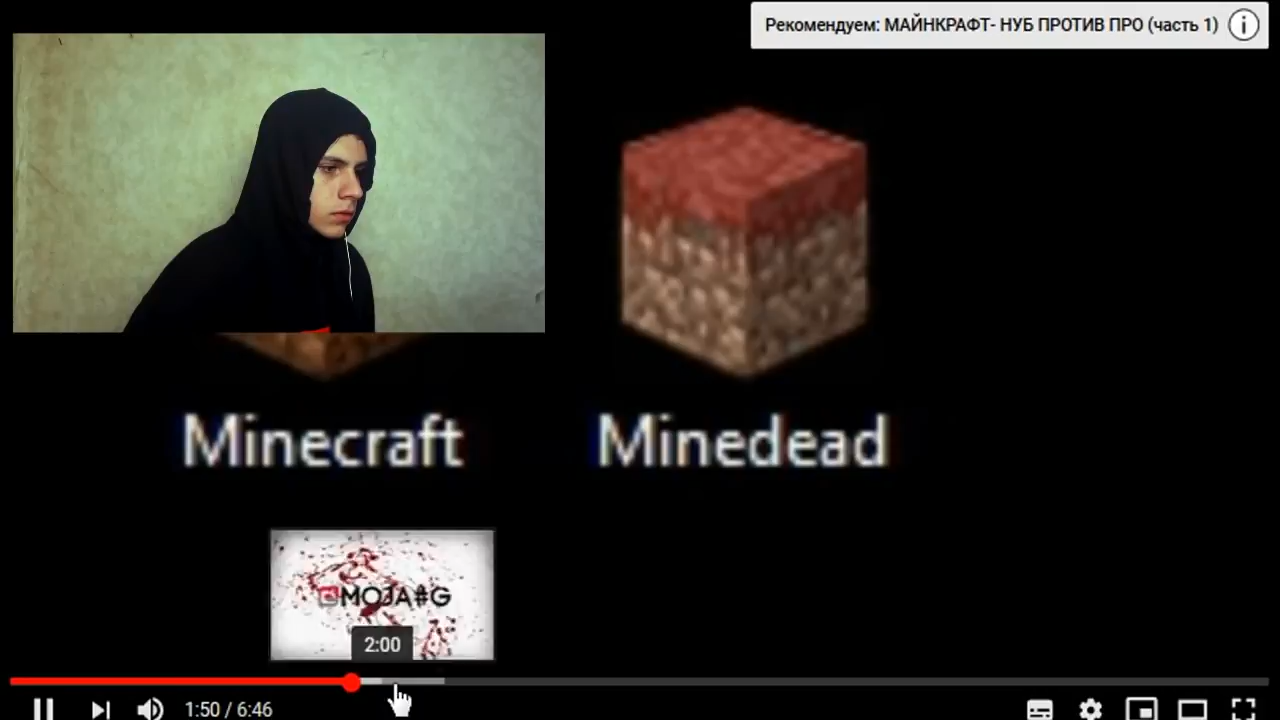 Рекомендуем: МАЙНКРАФТ- НУБ ПРОТИВ ПРО (часть 1)
Minecraft
Minedead
MOJA#G
2:00
1:50 / 6:46